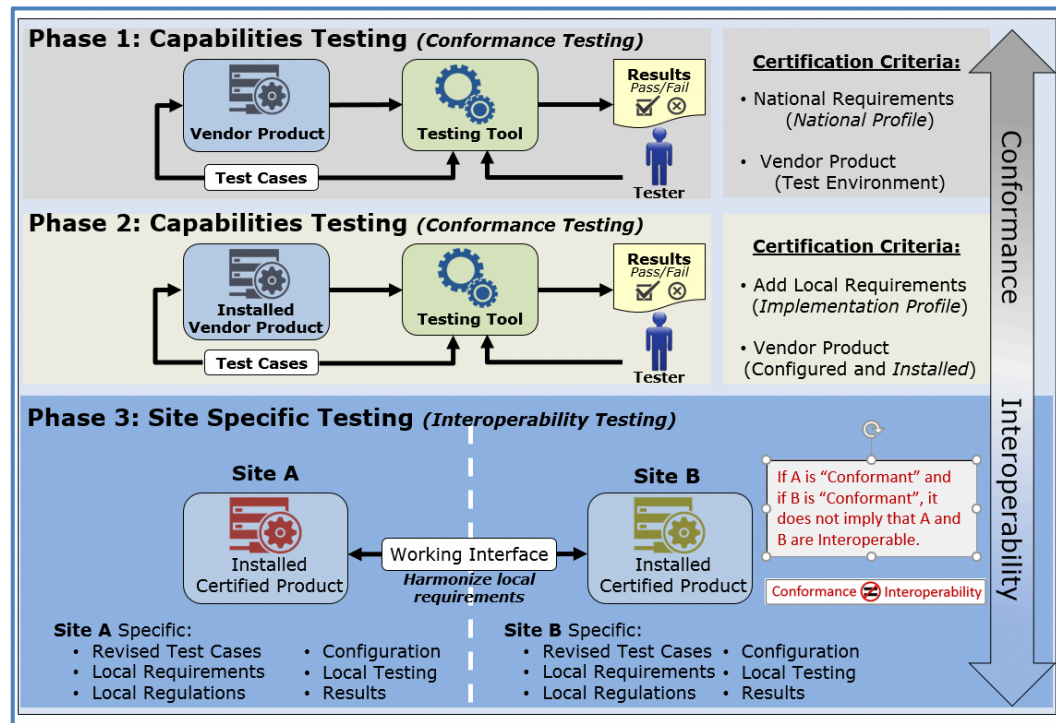 Phase 1: Capabilities Testing (Conformance Testing)
Vendor Product
Testing Tool
Results
Pass/Fail
Test Cases
Tester
Certification Criteria:
• National Requirements
(National Profile)
• Vendor Product
(Test Environment)
Conformance
Phase 2: Capabilities Testing (Conformance Testing)
Installed
Vendor Product
Testing Tool
Results
Pass/Fail
Test Cases
Tester
Certification Criteria:
• Add Local Requirements
(Implementation Profile)
• Vendor Product
(Configured and Installed)
Interoperability
Phase 3: Site Specific Testing (Interoperability Testing)
Site A
Installed
Certified Product
Working Interface
Harmonize local
requirements
Site B
Installed
Certified Product
If A is “Conformant” and
if B is “Conformant”, it
does not imply that A and
B are Interoperable.
Conformance ≠ Interoperability
Site A Specific:
• Revised Test Cases
• Local Requirements
• Local Regulations
• Configuration
• Local Testing
• Results
Site B Specific:
• Revised Test Cases
• Local Requirements
• Local Regulations
• Configuration
• Local Testing
• Results